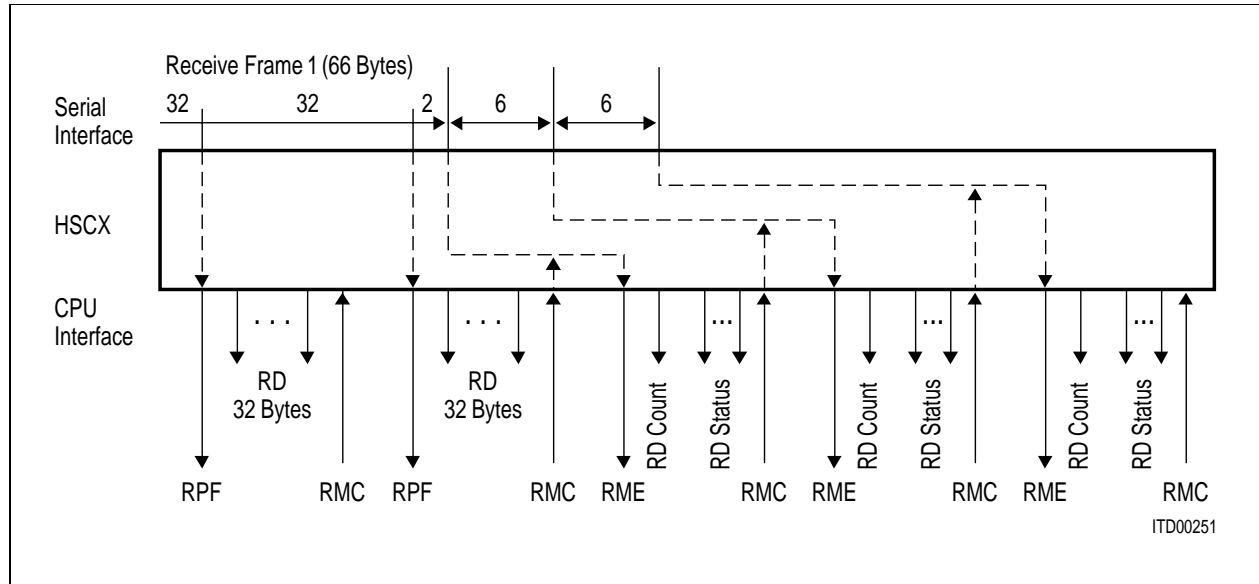 Receive Frame 1 (66 Bytes)
Serial
Interface
32 32 2 6 6
HSCX
CPU
Interface
. . . . . . ... ... ...
RD
32 Bytes
RD
32 Bytes
RD Count
RD Status
RD Count
RD Status
RD Count
RD Status
RPF RMC RPF RMC RME RMC RME RMC RME RMC
ITD00251